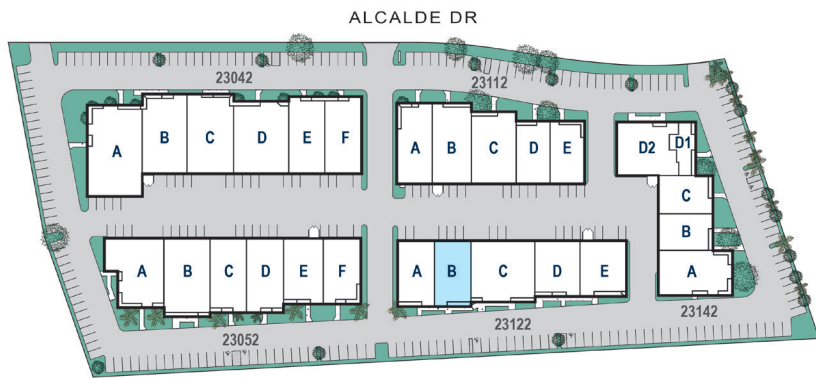 ALCALDE DR
23042
23112
A B C D E F
A B C D E
D2 D1
C
B
A
A B C D E F
A B C D E
23052
23122
23142